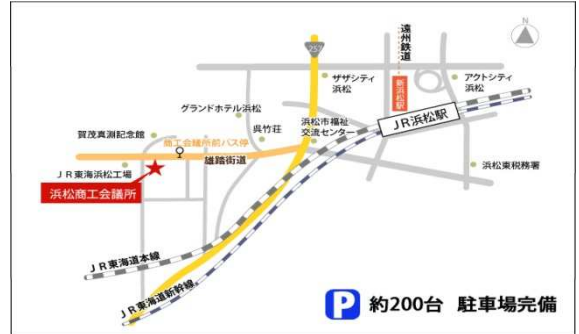 257
遠州鉄道
N
新浜松駅
ザザシティ
浜松
アクトシティ
浜松
グランドホテル浜松
JR浜松駅
呉竹荘
浜松市福祉
交流センター
賀茂真淵記念館
商工会議所前バス停
雄踏街道
JR東海浜松工場
浜松東税務署
浜松商工会議所
JR東海道本線
JR東海道新幹線
P 約200台 駐車場完備